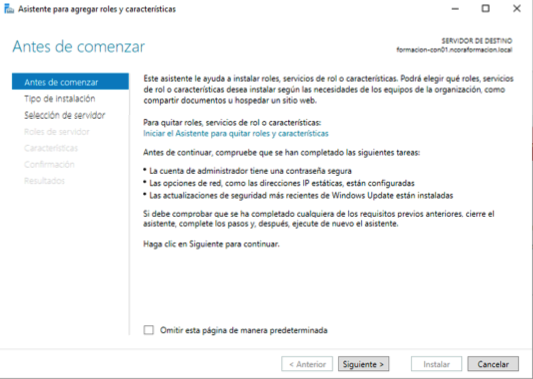 Asistente para agregar roles y características
Antes de comenzar
SERVIDOR DE DESTINO
formacion-con01.ncoraformacion.local
Antes de comenzar
Tipo de instalación
Selección de servidor
Roles de servidor
Características
Confirmación
Resultados
Este asistente le ayuda a instalar roles, servicios de rol o características. Podrá elegir qué roles, servicios
de rol o características desea instalar según las necesidades de los equipos de la organización, como
compartir documentos u hospedar un sitio web.
Para quitar roles, servicios de rol o características:
Iniciar el Asistente para quitar roles y características
Antes de continuar, compruebe que se han completado las siguientes tareas:
• La cuenta de administrador tiene una contraseña segura
• Las opciones de red, como las direcciones IP estáticas, están configuradas
• Las actualizaciones de seguridad más recientes de Windows Update están instaladas
Si debe comprobar que se ha completado cualquiera de los requisitos previos anteriores, cierre el
asistente, complete los pasos y, después, ejecute de nuevo el asistente.
Haga clic en Siguiente para continuar.
Omitir esta página de manera predeterminada
< Anterior
Siguiente >
Instalar
Cancelar